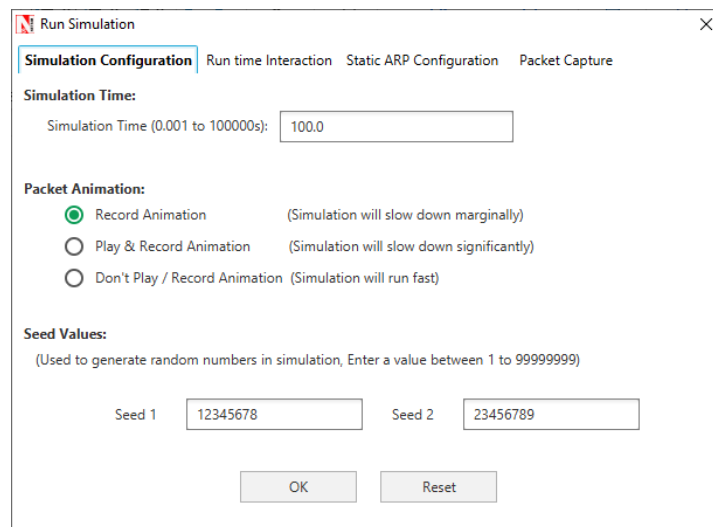 Run Simulation
Simulation Configuration Run time Interaction Static ARP Configuration Packet Capture
Simulation Time:
Simulation Time (0.001 to 100000s): 100.0
Packet Animation:
Record Animation (Simulation will slow down marginally)
Play & Record Animation (Simulation will slow down significantly)
Don't Play / Record Animation (Simulation will run fast)
Seed Values:
(Used to generate random numbers in simulation, Enter a value between 1 to 99999999)
Seed 1 12345678 Seed 2 23456789
OK Reset